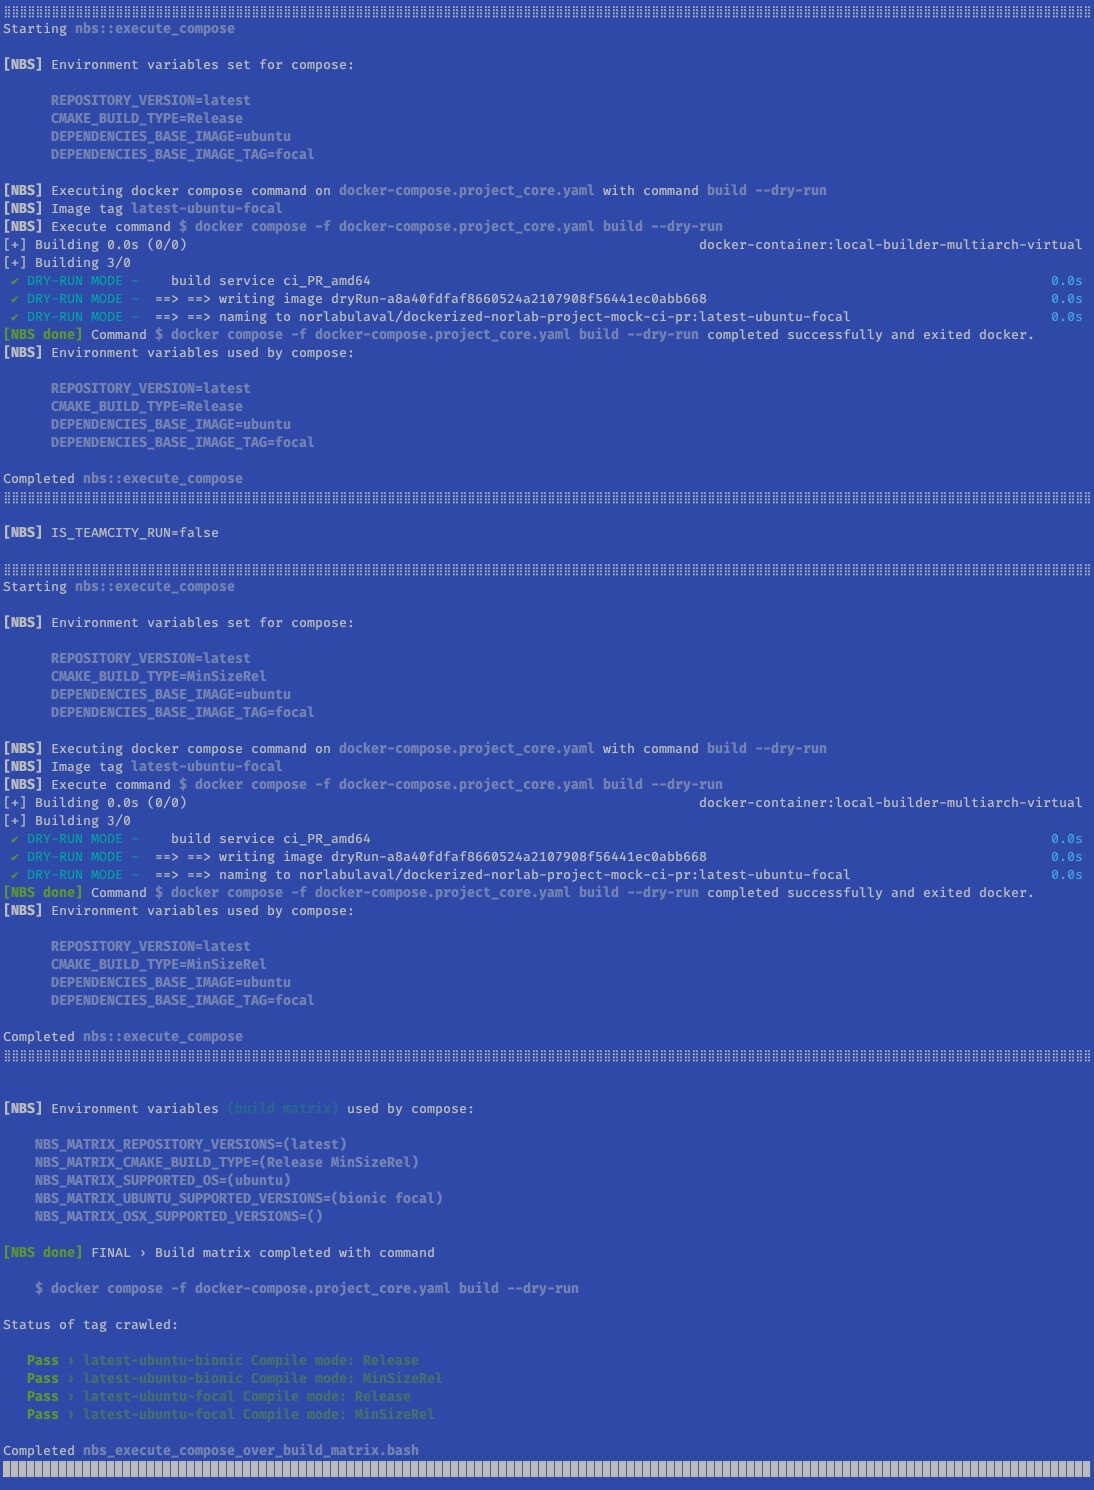 Starting nbs::execute_compose
[NBS] Environment variables set for compose:
REPOSITORY_VERSION=latest
CMAKE_BUILD_TYPE=Release
DEPENDENCIES_BASE_IMAGE=ubuntu
DEPENDENCIES_BASE_IMAGE_TAG=focal
[NBS] Executing docker compose command on docker-compose.project_core.yaml with command build --dry-run
[NBS] Image tag latest-ubuntu-focal
[NBS] Execute command $ docker compose -f docker-compose.project_core.yaml build --dry-run
[+] Building 0.0s (0/0) docker-container:local-builder-multiarch-virtual
[+] Building 3/0
✔ DRY-RUN MODE - build service ci_PR_amd64 0.0s
✔ DRY-RUN MODE - ==> ==> writing image dryRun-a8a40fdfaf8660524a2107908f56441ec0abb668 0.0s
✔ DRY-RUN MODE - ==> ==> naming to norlabulaval/dockerized-norlab-project-mock-ci-pr:latest-ubuntu-focal 0.0s
[NBS done] Command $ docker compose -f docker-compose.project_core.yaml build --dry-run completed successfully and exited docker.
[NBS] Environment variables used by compose:
REPOSITORY_VERSION=latest
CMAKE_BUILD_TYPE=Release
DEPENDENCIES_BASE_IMAGE=ubuntu
DEPENDENCIES_BASE_IMAGE_TAG=focal
Completed nbs::execute_compose
[NBS] IS_TEAMCITY_RUN=false
Starting nbs::execute_compose
[NBS] Environment variables set for compose:
REPOSITORY_VERSION=latest
CMAKE_BUILD_TYPE=MinSizeRel
DEPENDENCIES_BASE_IMAGE=ubuntu
DEPENDENCIES_BASE_IMAGE_TAG=focal
[NBS] Executing docker compose command on docker-compose.project_core.yaml with command build --dry-run
[NBS] Image tag latest-ubuntu-focal
[NBS] Execute command $ docker compose -f docker-compose.project_core.yaml build --dry-run
[+] Building 0.0s (0/0) docker-container:local-builder-multiarch-virtual
[+] Building 3/0
✔ DRY-RUN MODE - build service ci_PR_amd64 0.0s
✔ DRY-RUN MODE - ==> ==> writing image dryRun-a8a40fdfaf8660524a2107908f56441ec0abb668 0.0s
✔ DRY-RUN MODE - ==> ==> naming to norlabulaval/dockerized-norlab-project-mock-ci-pr:latest-ubuntu-focal 0.0s
[NBS done] Command $ docker compose -f docker-compose.project_core.yaml build --dry-run completed successfully and exited docker.
[NBS] Environment variables used by compose:
REPOSITORY_VERSION=latest
CMAKE_BUILD_TYPE=MinSizeRel
DEPENDENCIES_BASE_IMAGE=ubuntu
DEPENDENCIES_BASE_IMAGE_TAG=focal
Completed nbs::execute_compose
[NBS] Environment variables (build matrix) used by compose:
NBS_MATRIX_REPOSITORY_VERSIONS=(latest)
NBS_MATRIX_CMAKE_BUILD_TYPE=(Release MinSizeRel)
NBS_MATRIX_SUPPORTED_OS=(ubuntu)
NBS_MATRIX_UBUNTU_SUPPORTED_VERSIONS=(bionic focal)
NBS_MATRIX_OSX_SUPPORTED_VERSIONS=()
[NBS done] FINAL › Build matrix completed with command
$ docker compose -f docker-compose.project_core.yaml build --dry-run
Status of tag crawled:
Pass › latest-ubuntu-bionic Compile mode: Release
Pass › latest-ubuntu-bionic Compile mode: MinSizeRel
Pass › latest-ubuntu-focal Compile mode: Release
Pass › latest-ubuntu-focal Compile mode: MinSizeRel
Completed nbs_execute_compose_over_build_matrix.bash